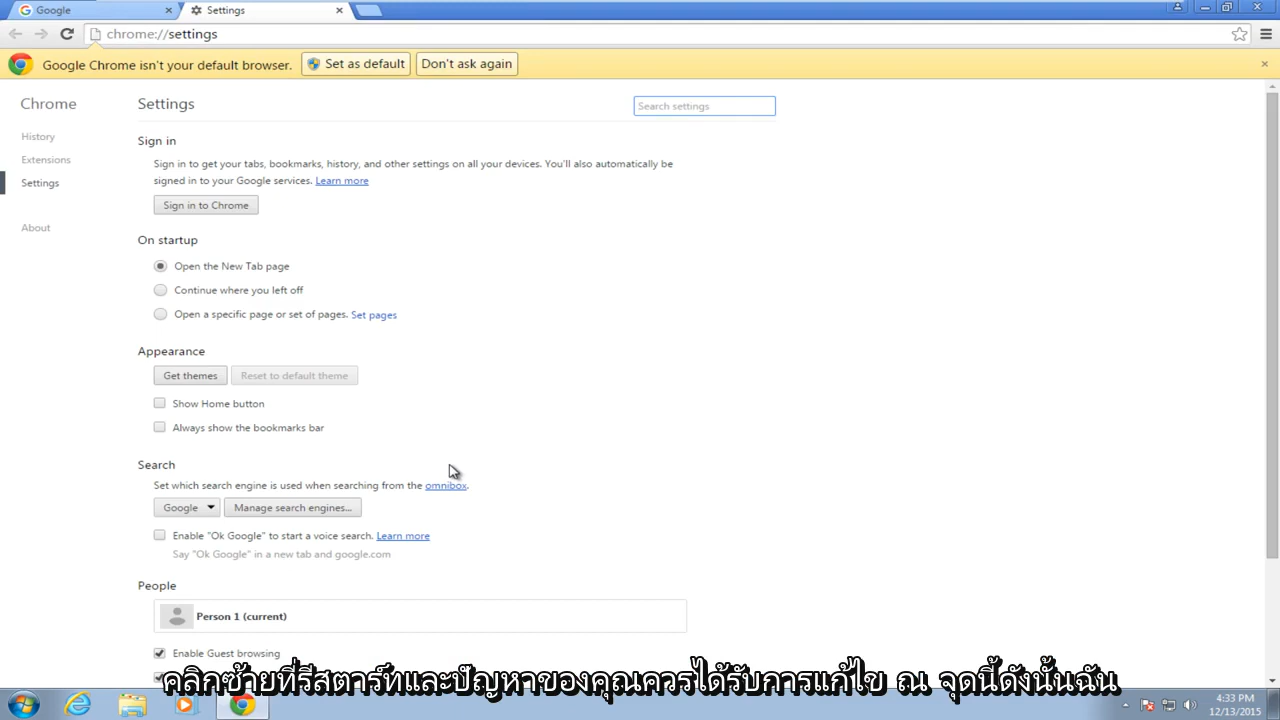 Google
Settings
chrome://settings
Google Chrome isn't your default browser. Set as default Don't ask again
Chrome
Settings
Search settings
History
Extensions
Settings
About
Sign in
Sign in to get your tabs, bookmarks, history, and other settings on all your devices. You'll also automatically be
signed in to your Google services. Learn more
Sign in to Chrome
On startup
Open the New Tab page
Continue where you left off
Open a specific page or set of pages. Set pages
Appearance
Get themes Reset to default theme
Show Home button
Always show the bookmarks bar
Search
Set which search engine is used when searching from the omnibox.
Google Manage search engines...
Enable "Ok Google" to start a voice search. Learn more
Say "Ok Google" in a new tab and google.com
People
Person 1 (current)
Enable Guest browsing
คลิกซ้ายที่รีสตาร์ทและปัญหาของคุณควรได้รับการแก้ไข ณ จุดนี้ดังนั้นฉัน
4:33 PM
12/13/2015